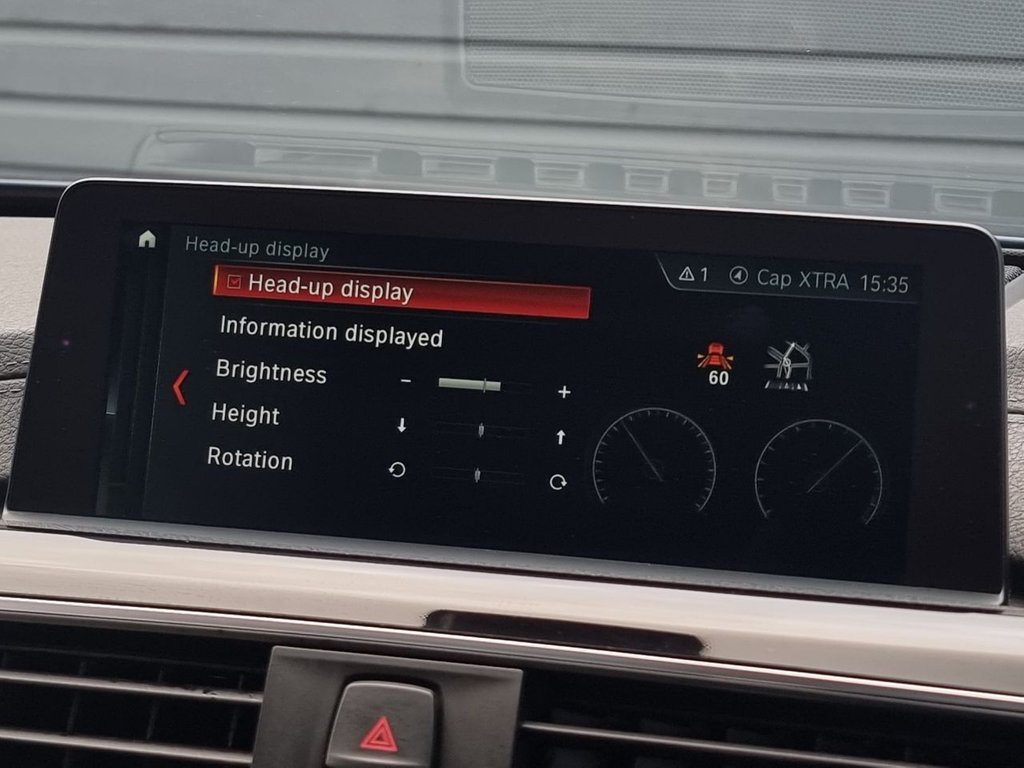 Head-up display
1 Cap XTRA 15:35
Head-up display
Information displayed
Brightness - +
Height
Rotation
60